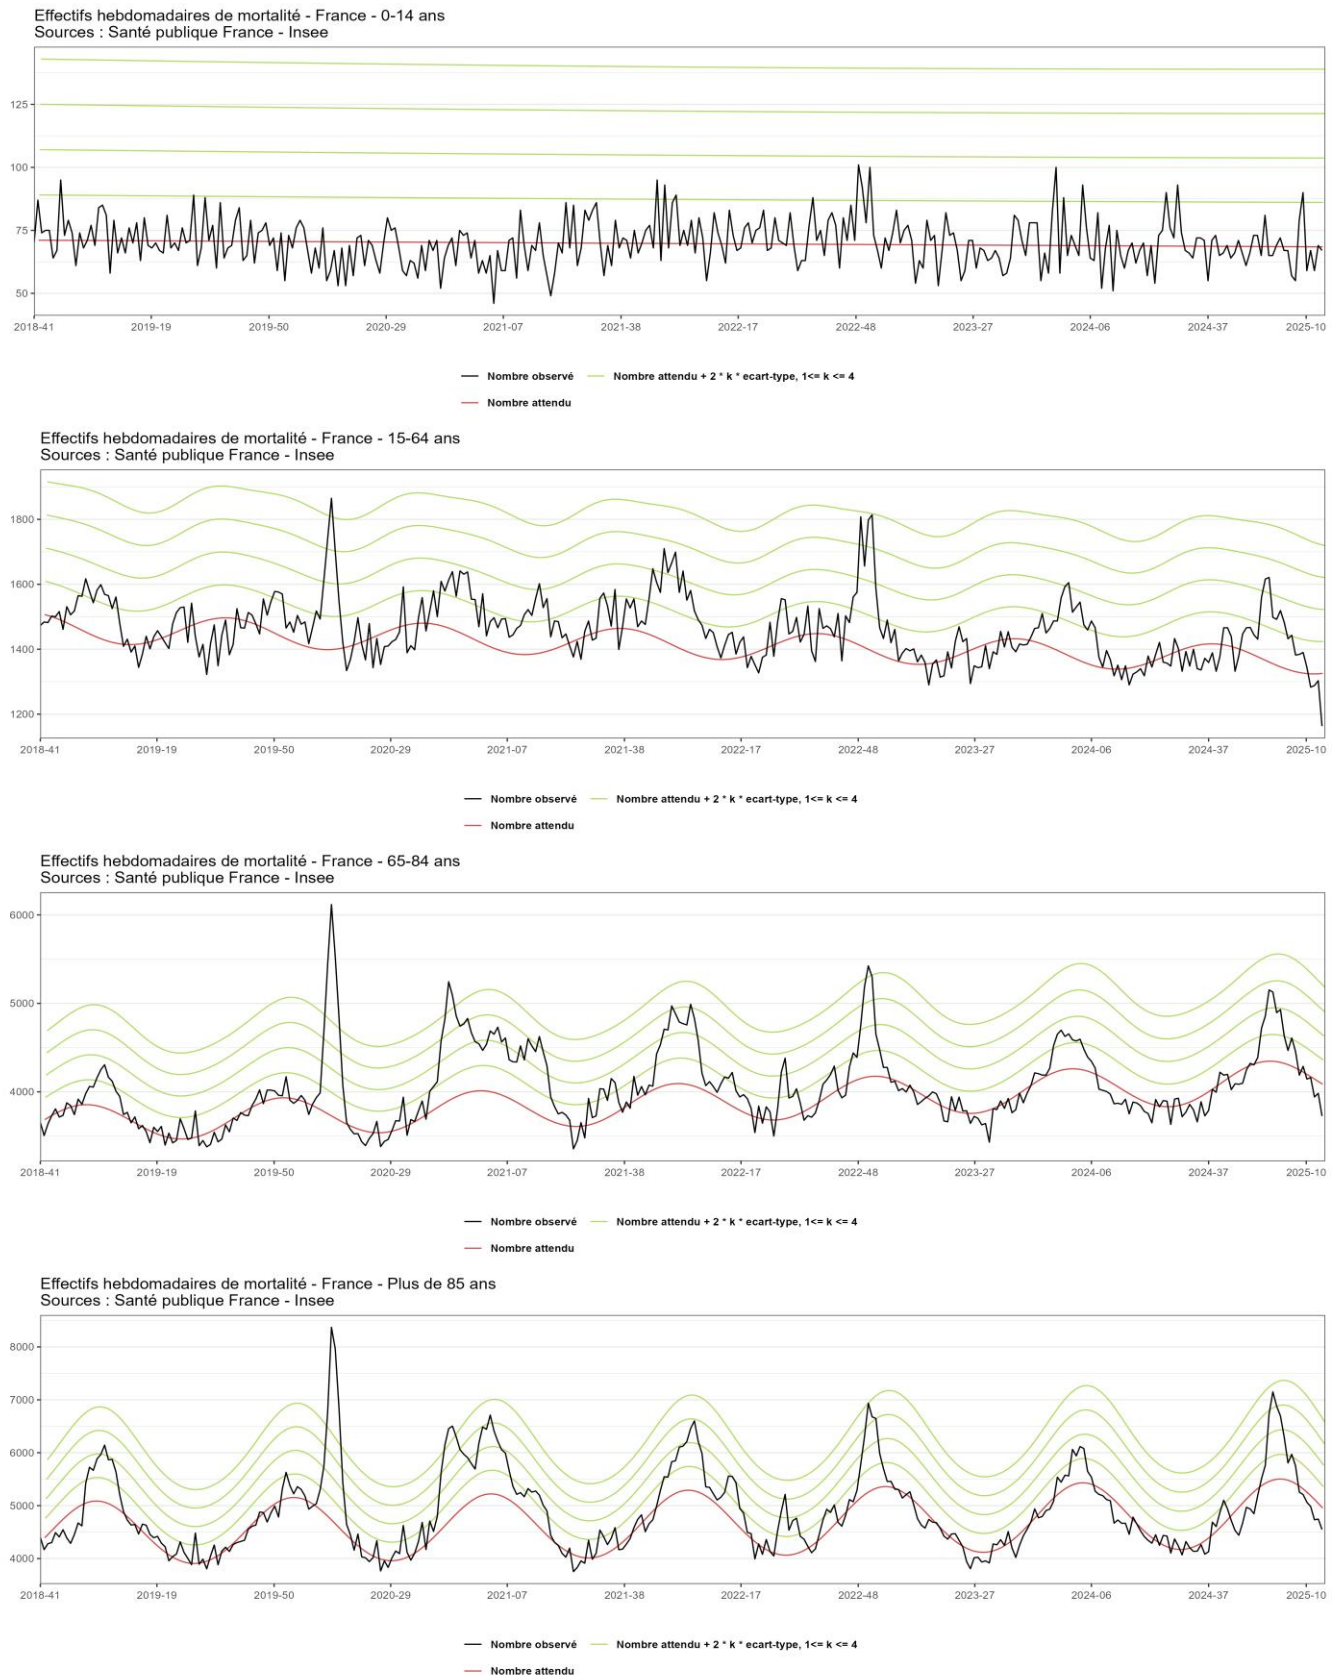 Effectifs hebdomadaires de mortalité - France - 0-14 ans
Sources : Santé publique France - Insee
125
100
75
50
2018-41 2019-19 2019-50 2020-29 2021-07 2021-38 2022-17 2022-48 2023-27 2024-06 2024-37 2025-10
Nombre observé Nombre attendu + 2 * k * ecart-type, 1<= k <= 4
Nombre attendu
Effectifs hebdomadaires de mortalité - France - 15-64 ans
Sources : Santé publique France - Insee
1800
1600
1400
1200
2018-41 2019-19 2019-50 2020-29 2021-07 2021-38 2022-17 2022-48 2023-27 2024-06 2024-37 2025-10
Nombre observé Nombre attendu + 2 * k * ecart-type, 1<= k <= 4
Nombre attendu
Effectifs hebdomadaires de mortalité - France - 65-84 ans
Sources : Santé publique France - Insee
6000
5000
4000
2018-41 2019-19 2019-50 2020-29 2021-07 2021-38 2022-17 2022-48 2023-27 2024-06 2024-37 2025-10
Nombre observé Nombre attendu + 2 * k * ecart-type, 1<= k <= 4
Nombre attendu
Effectifs hebdomadaires de mortalité - France - Plus de 85 ans
Sources : Santé publique France - Insee
8000
7000
6000
5000
4000
2018-41 2019-19 2019-50 2020-29 2021-07 2021-38 2022-17 2022-48 2023-27 2024-06 2024-37 2025-10
Nombre observé Nombre attendu + 2 * k * ecart-type, 1<= k <= 4
Nombre attendu